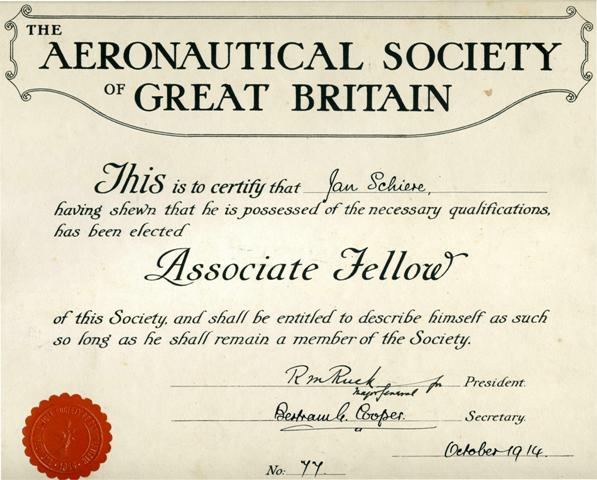 THE
AERONAUTICAL SOCIETY
OF GREAT BRITAIN
This is to certify that Jan Schiere,
having shewn that he is possessed of the necessary qualifications,
has been elected
Associate Fellow
of this Society, and shall be entitled to describe himself as such
so long as he shall remain a member of the Society.
R M Ruck for President.
Major General
Bertram G. Cooper. Secretary.
October 1914.
No: 77